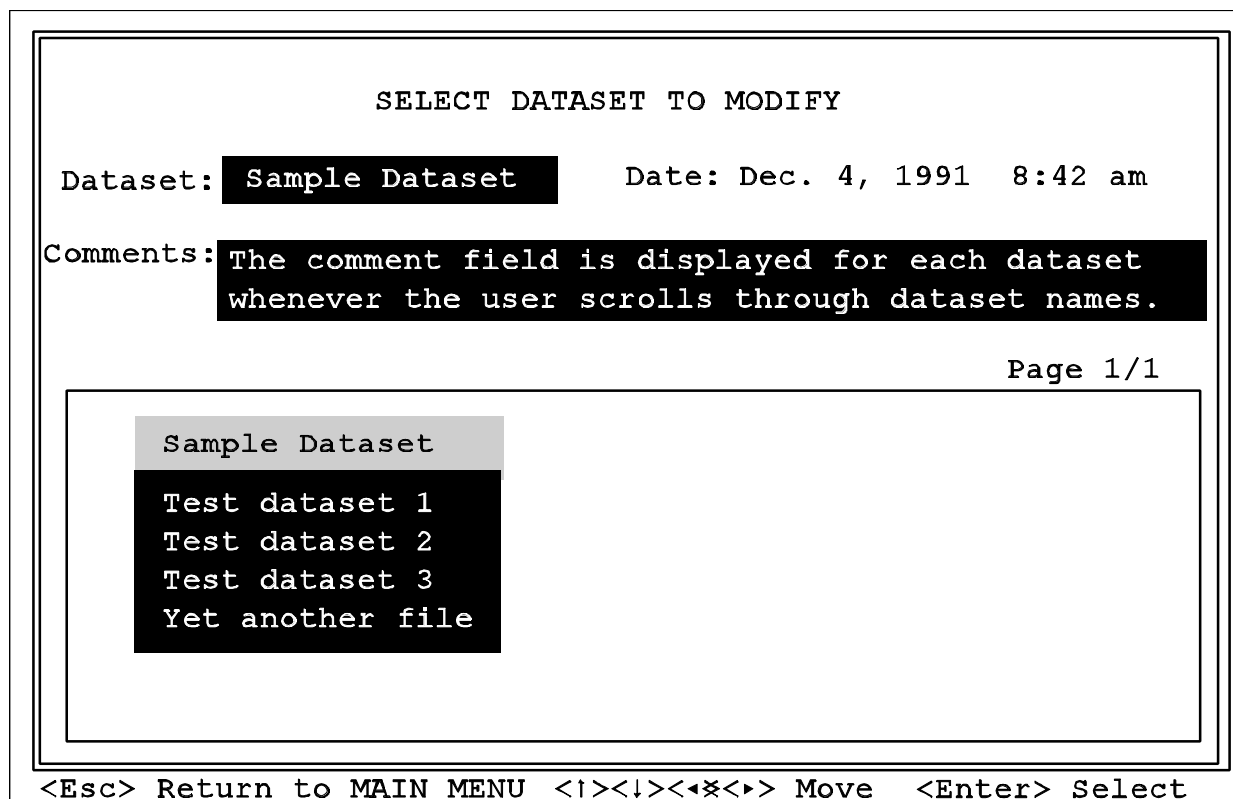 SELECT DATASET TO MODIFY
Dataset: Sample Dataset Date: Dec. 4, 1991 8:42 am
Comments: The comment field is displayed for each dataset
whenever the user scrolls through dataset names.
Page 1/1
Sample Dataset
Test dataset 1
Test dataset 2
Test dataset 3
Yet another file
<Esc> Return to MAIN MENU <↑><↓><◂><▸> Move <Enter> Select